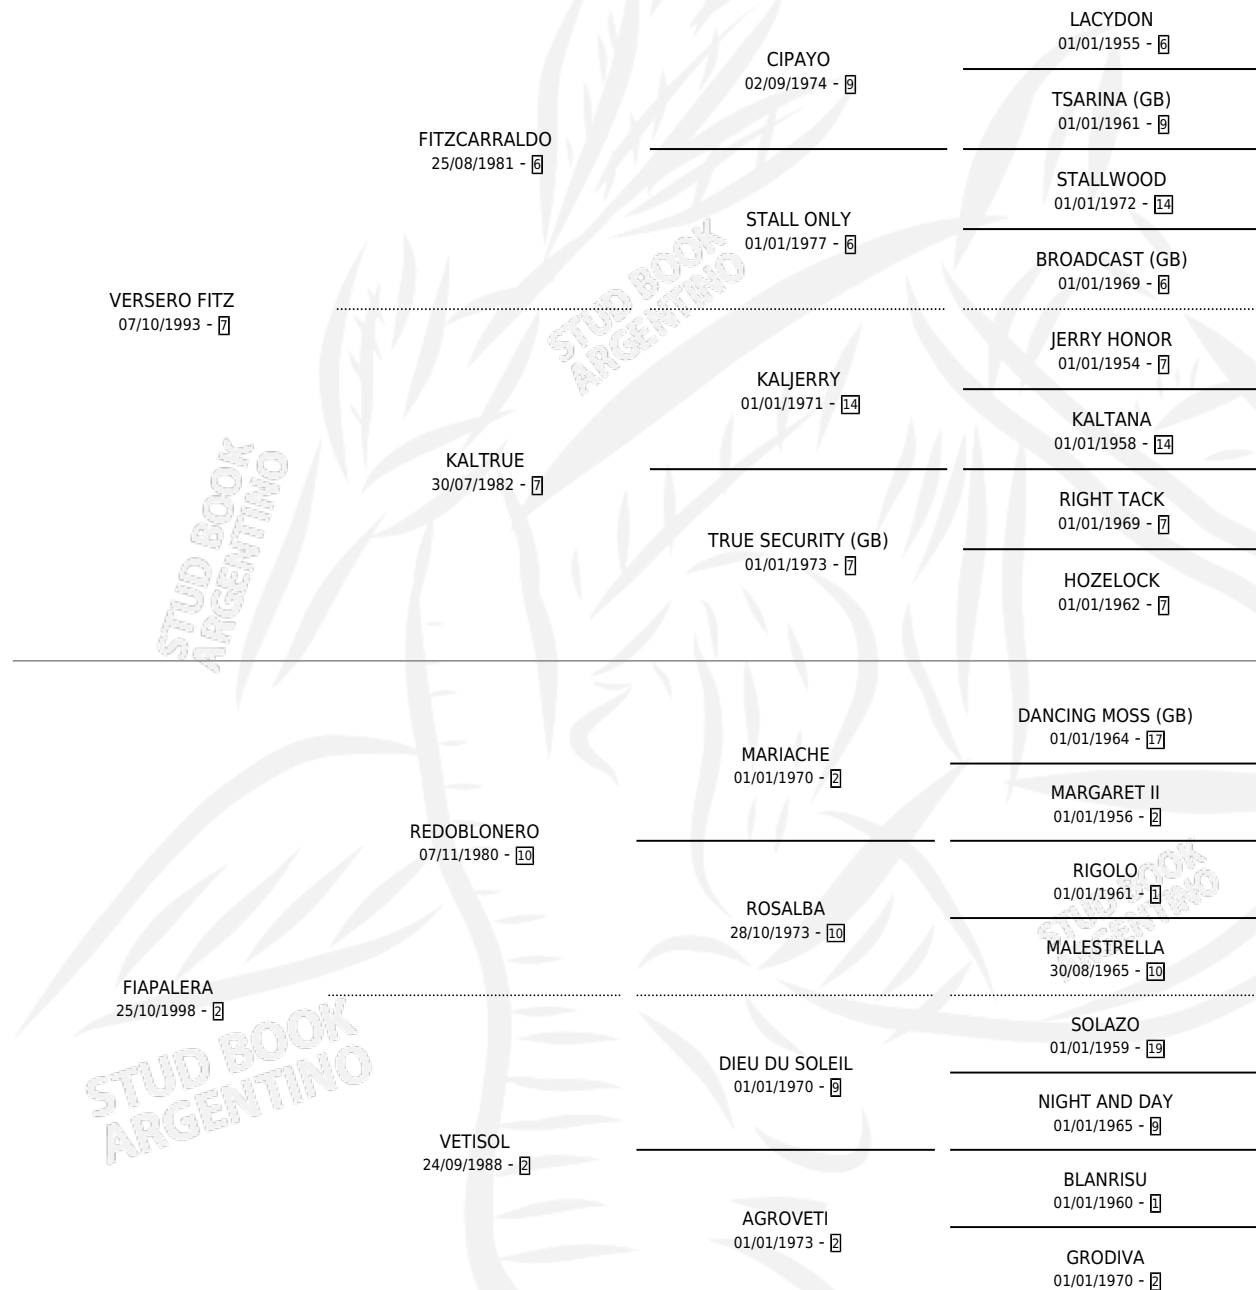 LACYDON
01/01/1955 - 6
CIPAYO
02/09/1974 - 9
TSARINA (GB)
01/01/1961 - 9
FITZCARRALDO
25/08/1981 - 6
STALLWOOD
01/01/1972 - 14
STALL ONLY
01/01/1977 - 6
BROADCAST (GB)
01/01/1969 - 6
VERSERO FITZ
07/10/1993 - 7
STUD BOOK
ARGENTINO
JERRY HONOR
01/01/1954 - 7
KALJERRY
01/01/1971 - 14
KALTANA
01/01/1958 - 14
KALTRUE
30/07/1982 - 7
RIGHT TACK
01/01/1969 - 7
TRUE SECURITY (GB)
01/01/1973 - 7
HOZELOCK
01/01/1962 - 7
STUD BOOK
ARGENTINO
DANCING MOSS (GB)
01/01/1964 - 17
MARIACHE
01/01/1970 - 2
MARGARET II
01/01/1956 - 2
REDOBLONERO
07/11/1980 - 10
RIGOLO
01/01/1961 - 1
ROSALBA
28/10/1973 - 10
STUD BOOK
ARGENTINO
MALESTRELLA
30/08/1965 - 10
FIAPALERA
25/10/1998 - 2
STUD BOOK
ARGENTINO
SOLAZO
01/01/1959 - 19
DIEU DU SOLEIL
01/01/1970 - 9
NIGHT AND DAY
01/01/1965 - 9
VETISOL
24/09/1988 - 2
BLANRISU
01/01/1960 - 1
AGROVETI
01/01/1973 - 2
GRODIVA
01/01/1970 - 2